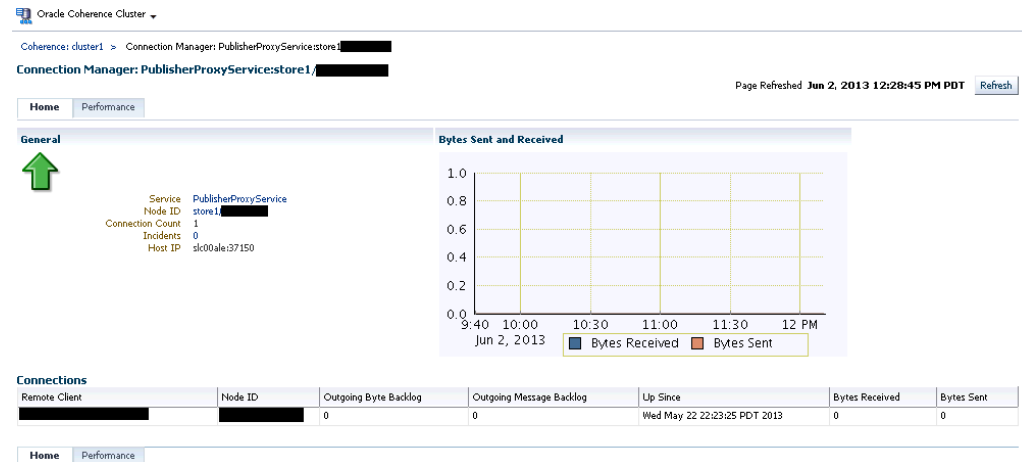 Oracle Coherence Cluster
Coherence: cluster1 > Connection Manager: PublisherProxyService:store1
Connection Manager: PublisherProxyService:store1/
Page Refreshed Jun 2, 2013 12:28:45 PM PDT Refresh
Home Performance
General
Service PublisherProxyService
Node ID store1/
Connection Count 1
Incidents 0
Host IP slc00ale:37150
Bytes Sent and Received
1.0
0.8
0.6
0.4
0.2
0.0
9:40 10:00 10:30 11:00 11:30 12 PM
Jun 2, 2013
Bytes Received Bytes Sent
Connections
Remote Client Node ID Outgoing Byte Backlog Outgoing Message Backlog Up Since Bytes Received Bytes Sent
0 0 Wed May 22 22:23:25 PDT 2013 0 0
Home Performance